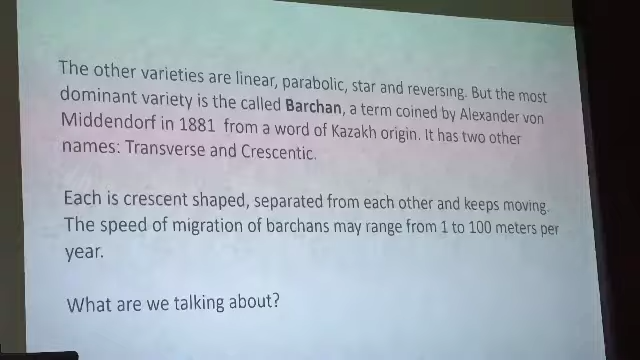 The other varieties are linear, parabolic, star and reversing. But the most
dominant variety is the called Barchan, a term coined by Alexander von
Middendorf in 1881 from a word of Kazakh origin. It has two other
names: Transverse and Crescentic.
Each is crescent shaped, separated from each other and keeps moving.
The speed of migration of barchans may range from 1 to 100 meters per
year.
What are we talking about?